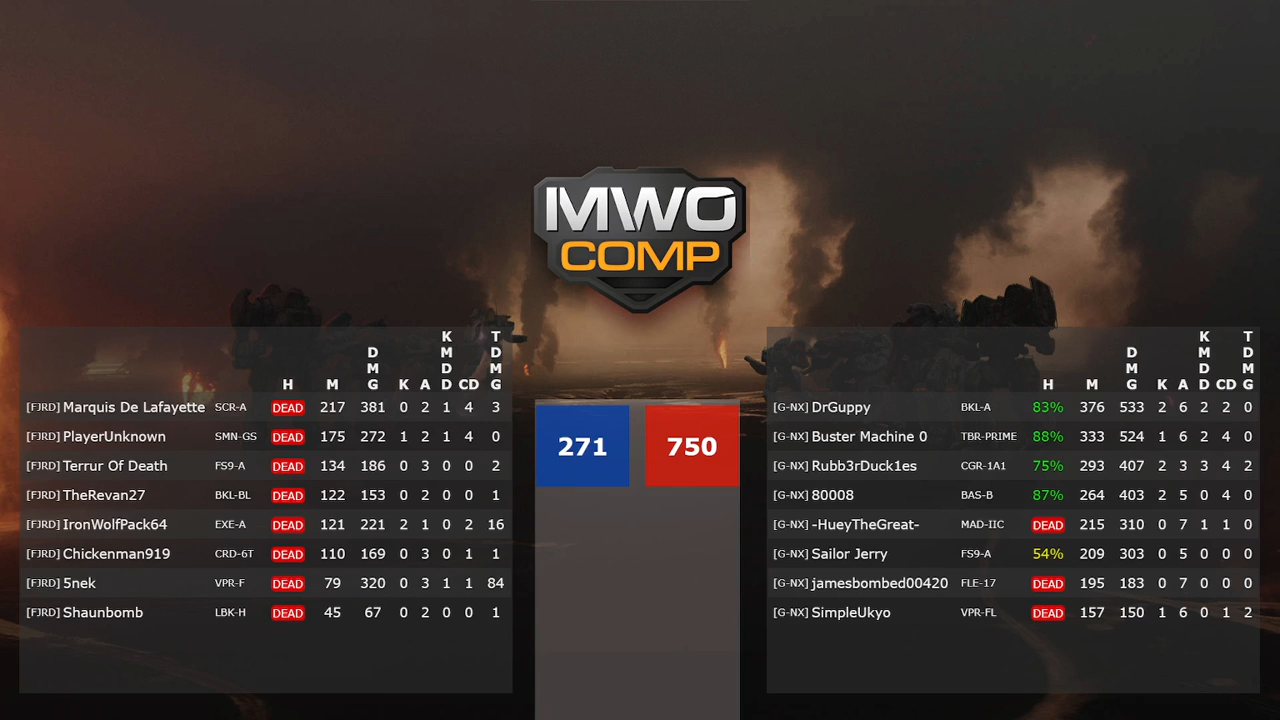 MWO
COMP
H M DMG K A KMDD CD TDMG
[FJRD] Marquis De Lafayette SCR-A DEAD 217 381 0 2 1 4 3
[FJRD] PlayerUnknown SMN-GS DEAD 175 272 1 2 1 4 0
[FJRD] Terrur Of Death FS9-A DEAD 134 186 0 3 0 0 2
[FJRD] TheRevan27 BKL-BL DEAD 122 153 0 2 0 0 1
[FJRD] IronWolfPack64 EXE-A DEAD 121 221 2 1 0 2 16
[FJRD] Chickenman919 CRD-6T DEAD 110 169 0 3 0 1 1
[FJRD] 5nek VPR-F DEAD 79 320 0 3 1 1 84
[FJRD] Shaunbomb LBK-H DEAD 45 67 0 2 0 0 1
271 750
H M DMG K A KMDD CD TDMG
[G-NX] DrGuppy BKL-A 83% 376 533 2 6 2 2 0
[G-NX] Buster Machine 0 TBR-PRIME 88% 333 524 1 6 2 4 0
[G-NX] Rubb3rDuck1es CGR-1A1 75% 293 407 2 3 3 4 2
[G-NX] 80008 BAS-B 87% 264 403 2 5 0 4 0
[G-NX] -HueyTheGreat- MAD-IIC DEAD 215 310 0 7 1 1 0
[G-NX] Sailor Jerry FS9-A 54% 209 303 0 5 0 0 0
[G-NX] jamesbombed00420 FLE-17 DEAD 195 183 0 7 0 0 0
[G-NX] SimpleUkyo VPR-FL DEAD 157 150 1 6 0 1 2